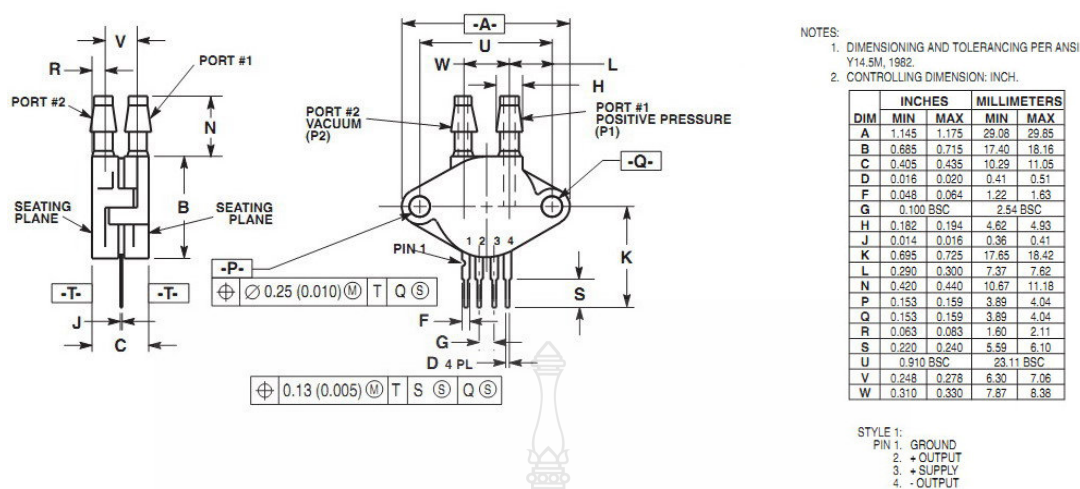 -A-
V
U
R
PORT #1
W
L
H
PORT #2
N
PORT #2
VACUUM
(P2)
PORT #1
POSITIVE PRESSURE
(P1)
-Q-
SEATING
PLANE
B
SEATING
PLANE
PIN 1
1 2 3 4
K
-P-
⌖ ∅ 0.25 (0.010) Ⓜ T Q Ⓢ
S
-T-
-T-
J
F
C
G
D 4 PL
⌖ 0.13 (0.005) Ⓜ T S Ⓢ Q Ⓢ
NOTES:
1. DIMENSIONING AND TOLERANCING PER ANSI
Y14.5M, 1982.
2. CONTROLLING DIMENSION: INCH.
INCHES MILLIMETERS
DIM MIN MAX MIN MAX
A 1.145 1.175 29.08 29.85
B 0.685 0.715 17.40 18.16
C 0.405 0.435 10.29 11.05
D 0.016 0.020 0.41 0.51
F 0.048 0.064 1.22 1.63
G 0.100 BSC 2.54 BSC
H 0.182 0.194 4.62 4.93
J 0.014 0.016 0.36 0.41
K 0.695 0.725 17.65 18.42
L 0.290 0.300 7.37 7.62
N 0.420 0.440 10.67 11.18
P 0.153 0.159 3.89 4.04
Q 0.153 0.159 3.89 4.04
R 0.063 0.083 1.60 2.11
S 0.220 0.240 5.59 6.10
U 0.910 BSC 23.11 BSC
V 0.248 0.278 6.30 7.06
W 0.310 0.330 7.87 8.38
STYLE 1:
PIN 1. GROUND
2. + OUTPUT
3. + SUPPLY
4. - OUTPUT